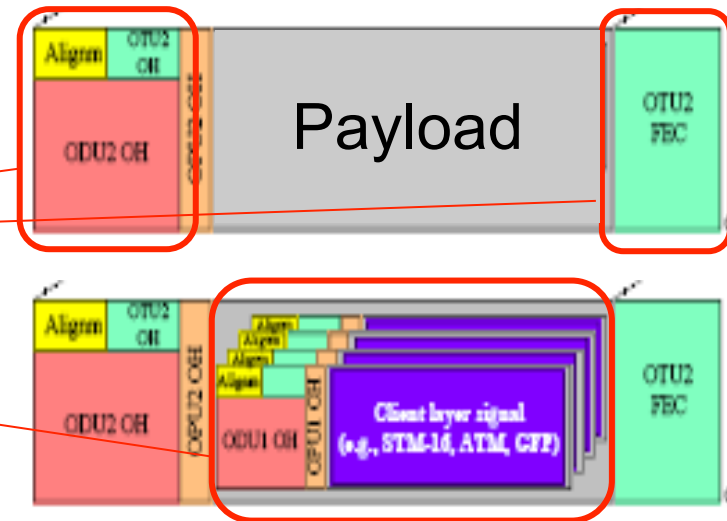 Alignm
OTU2
OH
ODU2 OH
OPU2 OH
Payload
OTU2
FEC
Alignm
OTU2
OH
ODU2 OH
OPU2 OH
Alignm
Alignm
Alignm
Alignm
ODU1 OH
OPU1 OH
Client layer signal
(e.g., STM-16, ATM, GFP)
OTU2
FEC